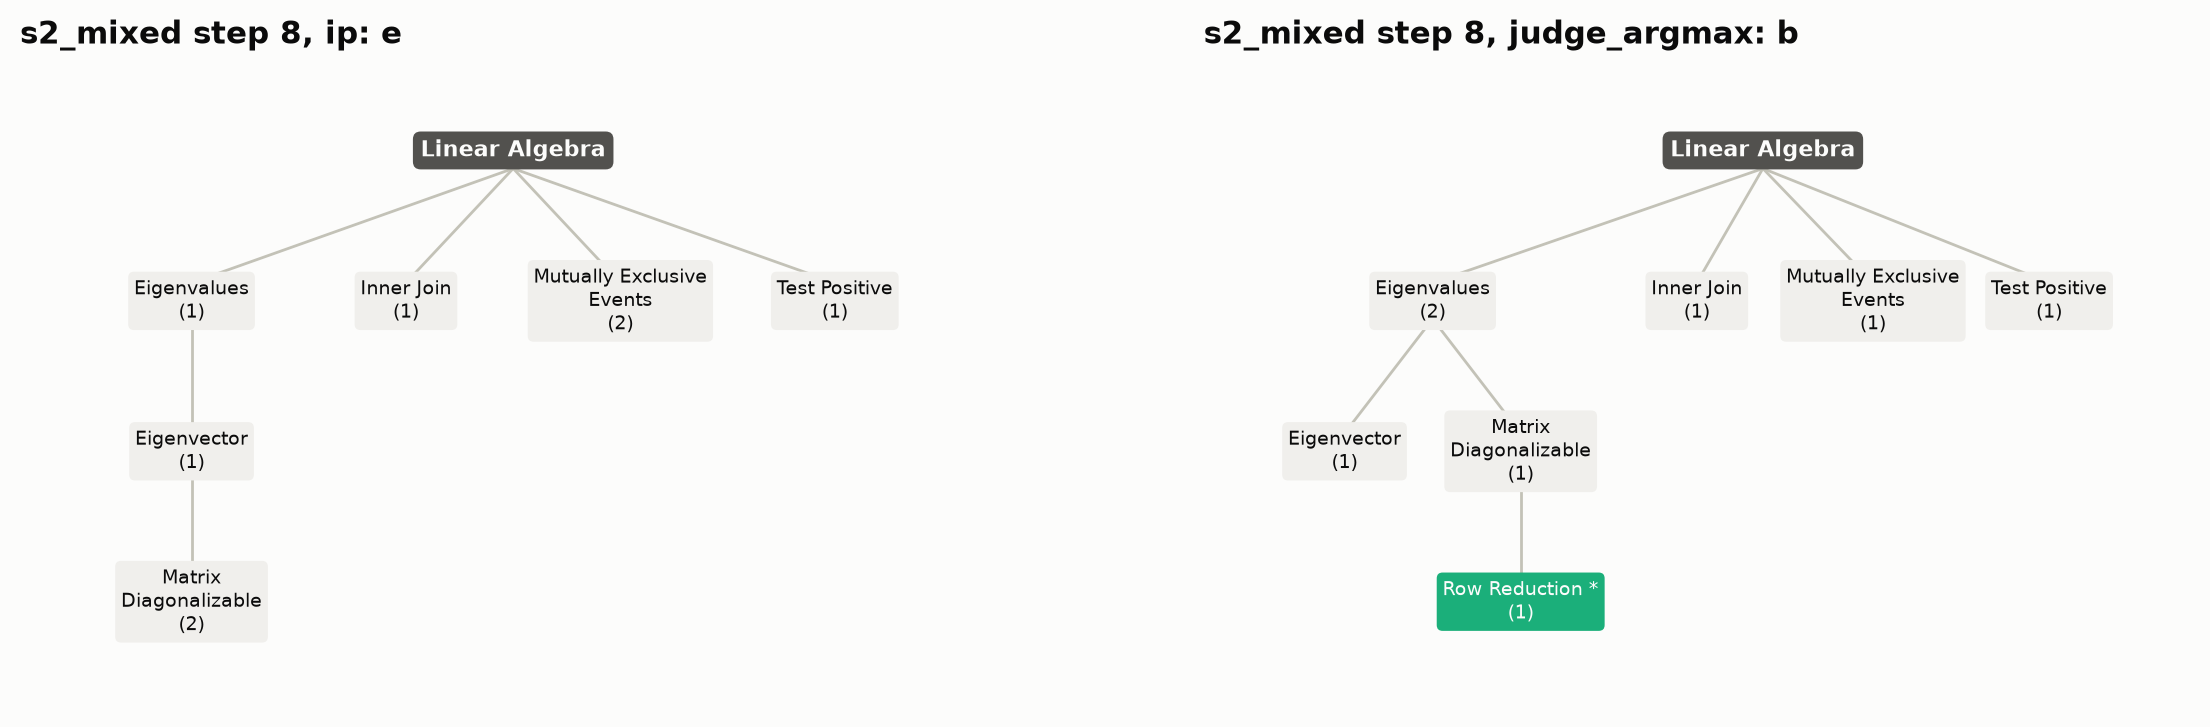 s2_mixed step 8, ip: e
Linear Algebra
Eigenvalues
(1)
Inner Join
(1)
Mutually Exclusive
Events
(2)
Test Positive
(1)
Eigenvector
(1)
Matrix
Diagonalizable
(2)
s2_mixed step 8, judge_argmax: b
Linear Algebra
Eigenvalues
(2)
Inner Join
(1)
Mutually Exclusive
Events
(1)
Test Positive
(1)
Eigenvector
(1)
Matrix
Diagonalizable
(1)
Row Reduction *
(1)